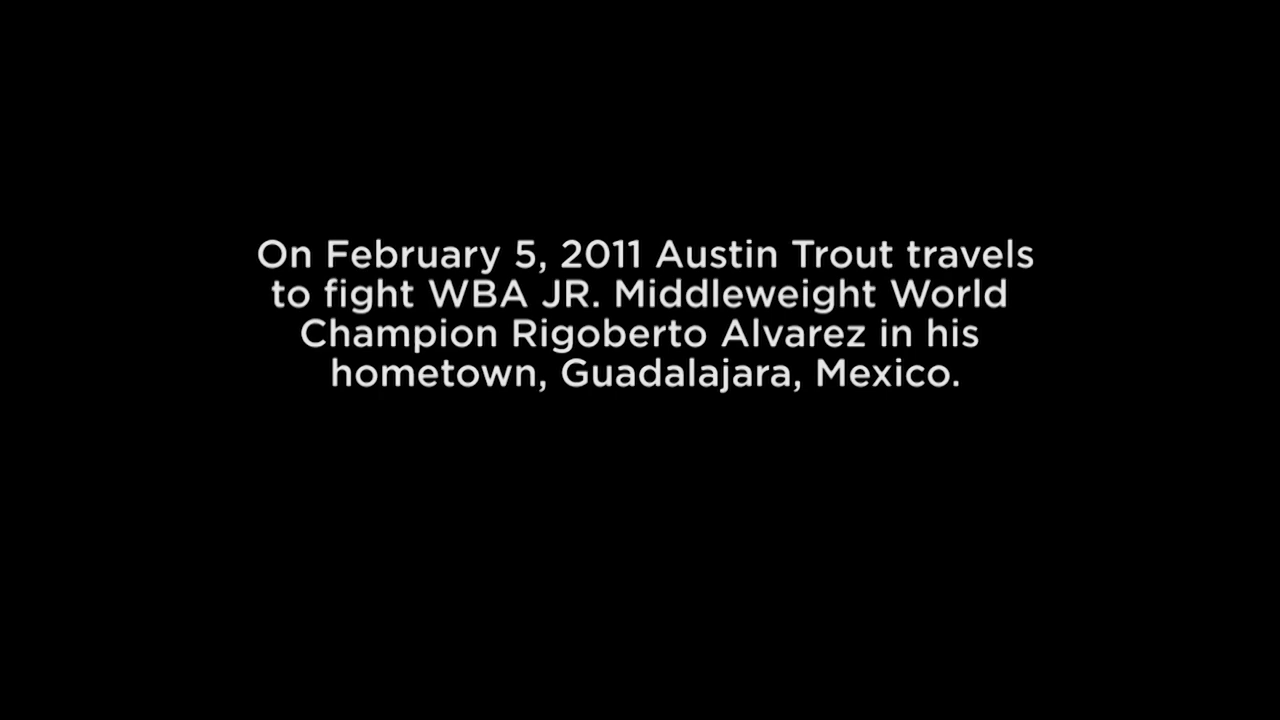 On February 5, 2011 Austin Trout travels
to fight WBA JR. Middleweight World
Champion Rigoberto Alvarez in his
hometown, Guadalajara, Mexico.